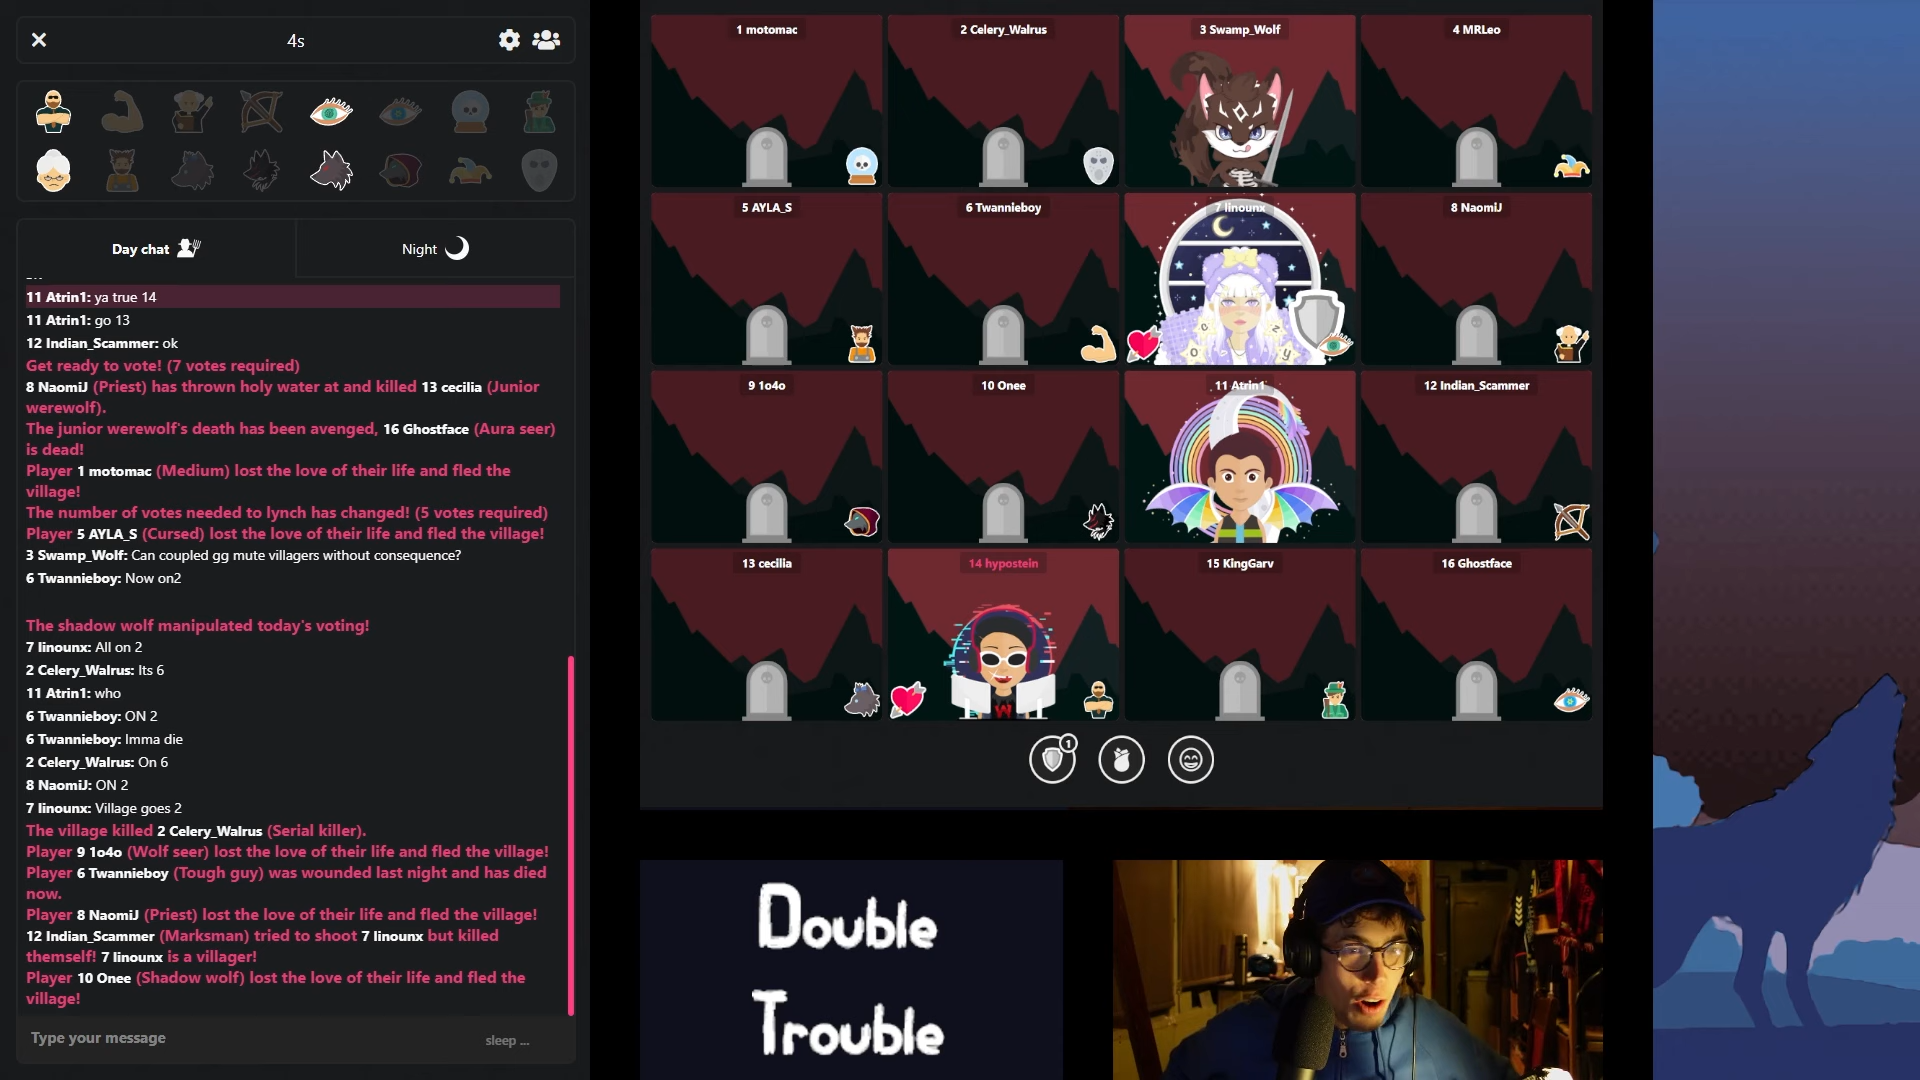 4s
Day chat
Night
11 Atrin1: ya true 14
11 Atrin1: go 13
12 Indian_Scammer: ok
Get ready to vote! (7 votes required)
8 NaomiJ (Priest) has thrown holy water at and killed 13 cecilia (Junior
werewolf).
The junior werewolf's death has been avenged, 16 Ghostface (Aura seer)
is dead!
Player 1 motomac (Medium) lost the love of their life and fled the
village!
The number of votes needed to lynch has changed! (5 votes required)
Player 5 AYLA_S (Cursed) lost the love of their life and fled the village!
3 Swamp_Wolf: Can coupled gg mute villagers without consequence?
6 Twannieboy: Now on2
The shadow wolf manipulated today's voting!
7 linounx: All on 2
2 Celery_Walrus: Its 6
11 Atrin1: who
6 Twannieboy: ON 2
6 Twannieboy: Imma die
2 Celery_Walrus: On 6
8 NaomiJ: ON 2
7 linounx: Village goes 2
The village killed 2 Celery_Walrus (Serial killer).
Player 9 1o4o (Wolf seer) lost the love of their life and fled the village!
Player 6 Twannieboy (Tough guy) was wounded last night and has died
now.
Player 8 NaomiJ (Priest) lost the love of their life and fled the village!
12 Indian_Scammer (Marksman) tried to shoot 7 linounx but killed
themself! 7 linounx is a villager!
Player 10 Onee (Shadow wolf) lost the love of their life and fled the
village!
Type your message
sleep ...
1 motomac
2 Celery_Walrus
3 Swamp_Wolf
4 MRLeo
5 AYLA_S
6 Twannieboy
7 linounx
8 NaomiJ
9 1o4o
10 Onee
11 Atrin1
12 Indian_Scammer
13 cecilia
14 hypostein
15 KingGarv
16 Ghostface
1
Double
Trouble